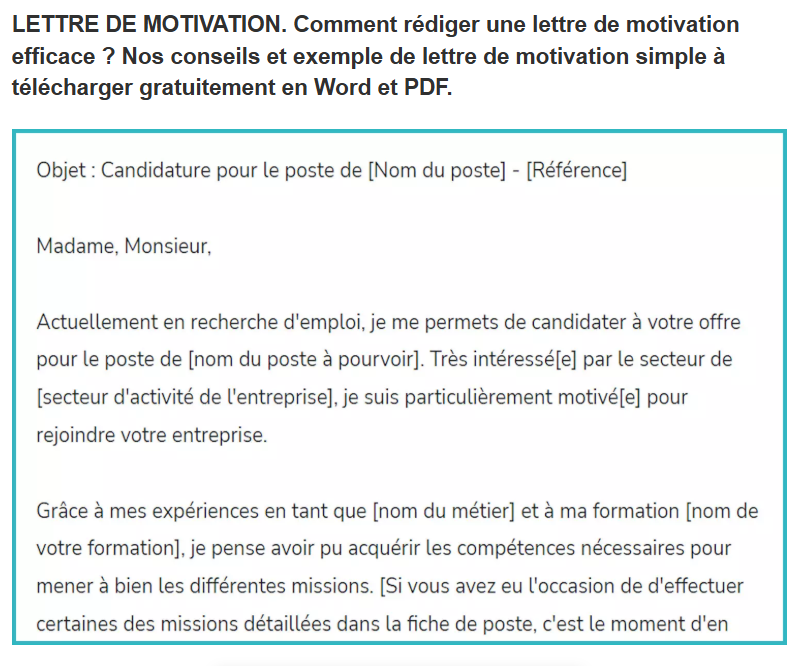 LETTRE DE MOTIVATION. Comment rédiger une lettre de motivation
efficace ? Nos conseils et exemple de lettre de motivation simple à
télécharger gratuitement en Word et PDF.
Objet : Candidature pour le poste de [Nom du poste] - [Référence]
Madame, Monsieur,
Actuellement en recherche d'emploi, je me permets de candidater à votre offre
pour le poste de [nom du poste à pourvoir]. Très intéressé[e] par le secteur de
[secteur d'activité de l'entreprise], je suis particulièrement motivé[e] pour
rejoindre votre entreprise.
Grâce à mes expériences en tant que [nom du métier] et à ma formation [nom de
votre formation], je pense avoir pu acquérir les compétences nécessaires pour
mener à bien les différentes missions. [Si vous avez eu l'occasion de d'effectuer
certaines des missions détaillées dans la fiche de poste, c'est le moment d'en